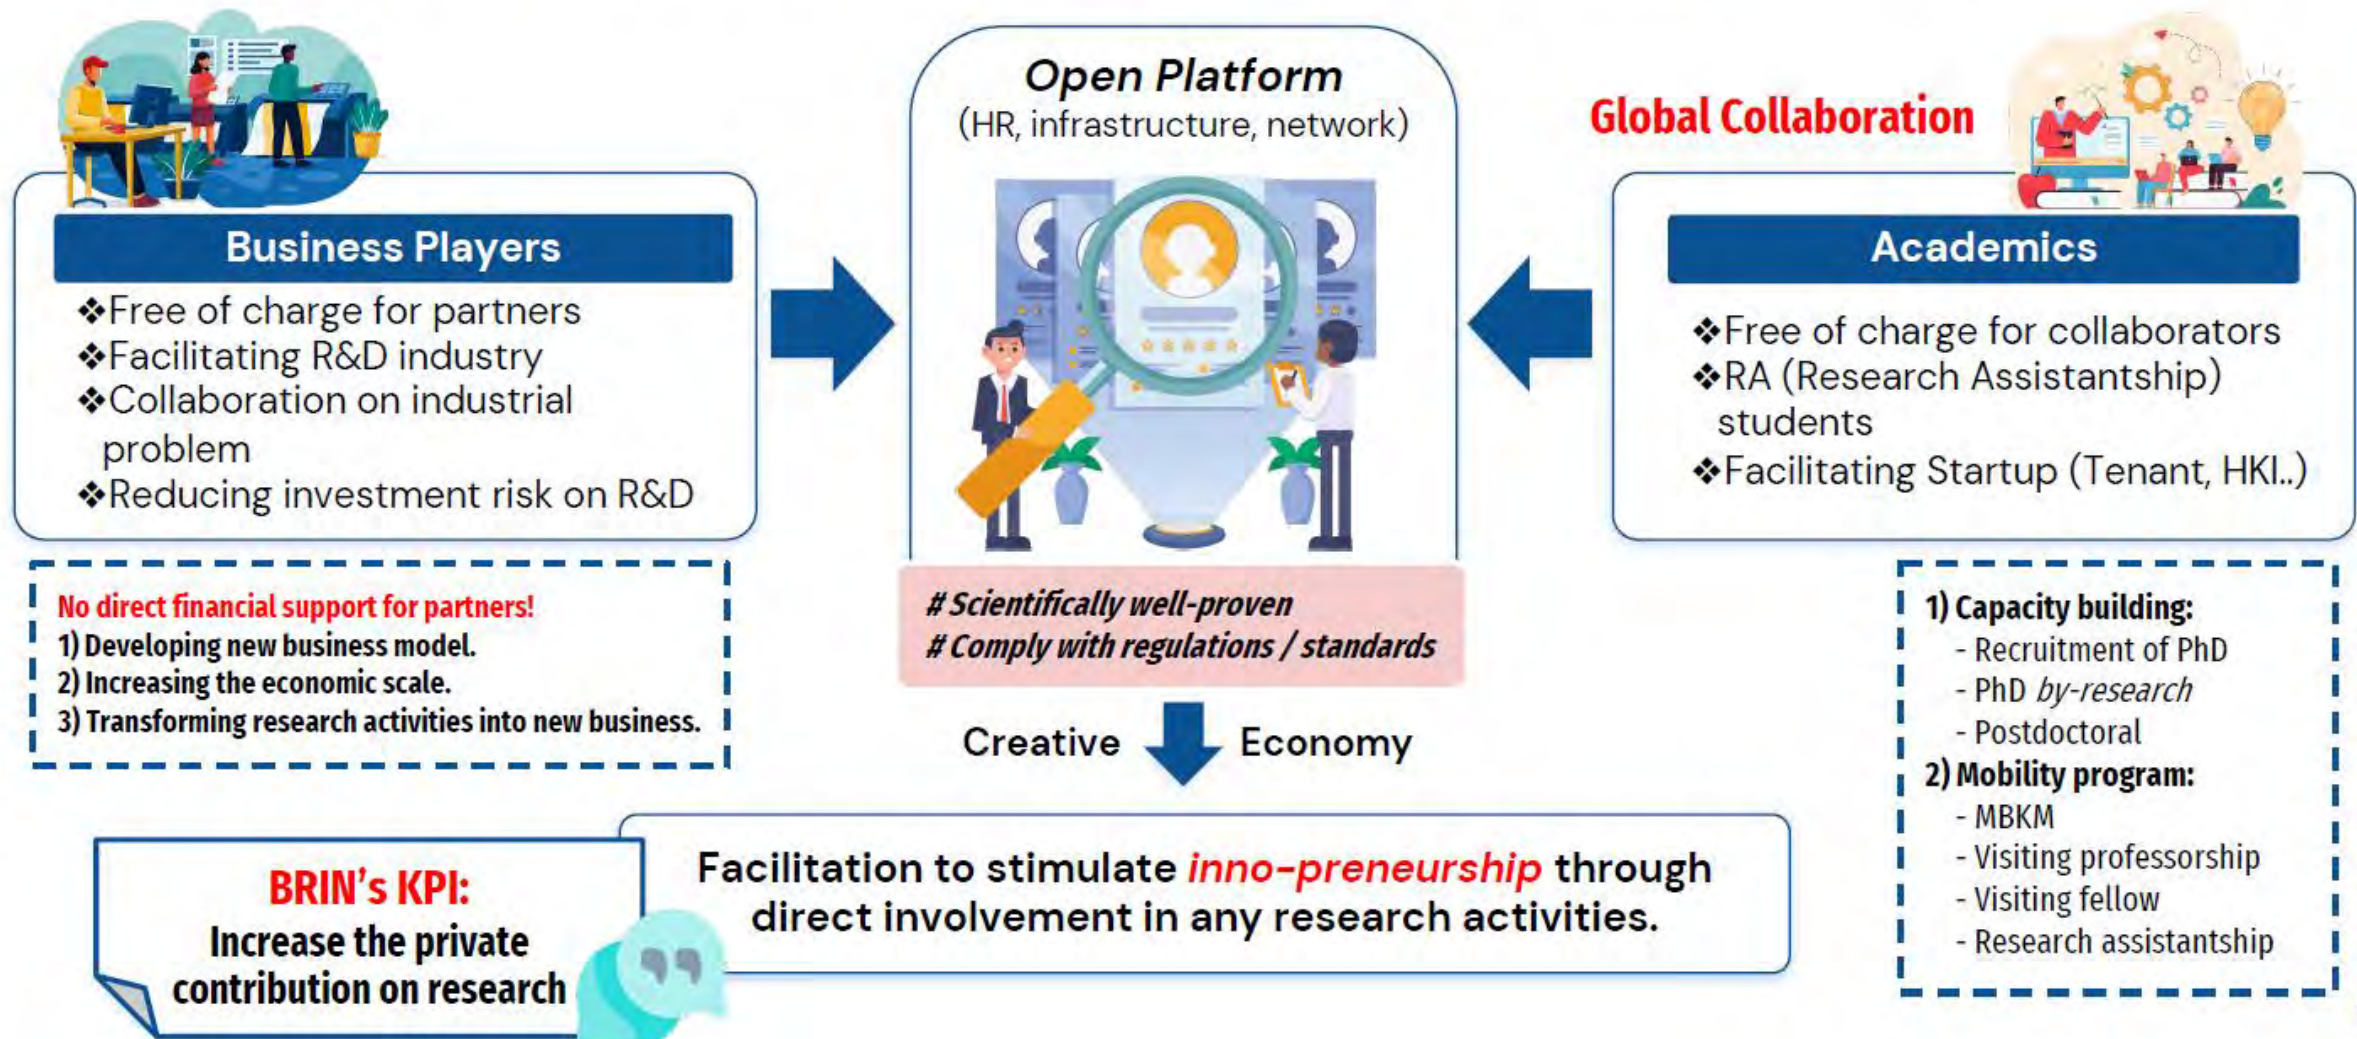 Business Players
❖Free of charge for partners
❖Facilitating R&D industry
❖Collaboration on industrial
problem
❖Reducing investment risk on R&D
No direct financial support for partners!
1) Developing new business model.
2) Increasing the economic scale.
3) Transforming research activities into new business.
Open Platform
(HR, infrastructure, network)
# Scientifically well-proven
# Comply with regulations / standards
Creative Economy
Global Collaboration
Academics
❖Free of charge for collaborators
❖RA (Research Assistantship)
students
❖Facilitating Startup (Tenant, HKI..)
1) Capacity building:
- Recruitment of PhD
- PhD by-research
- Postdoctoral
2) Mobility program:
- MBKM
- Visiting professorship
- Visiting fellow
- Research assistantship
BRIN's KPI:
Increase the private
contribution on research
Facilitation to stimulate inno-preneurship through
direct involvement in any research activities.